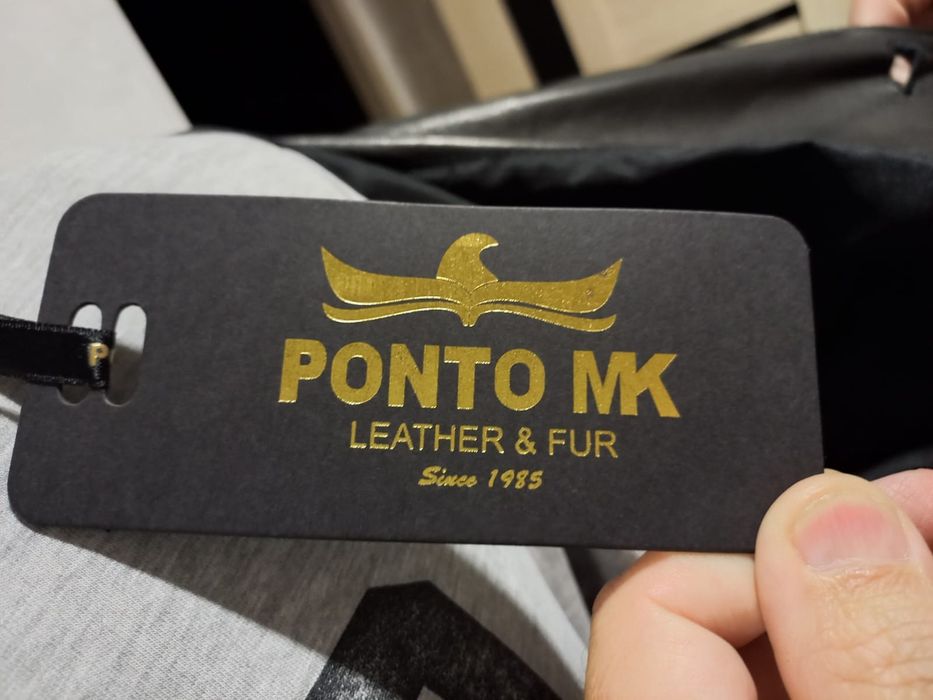 PONTO MK
LEATHER & FUR
Since 1985
P